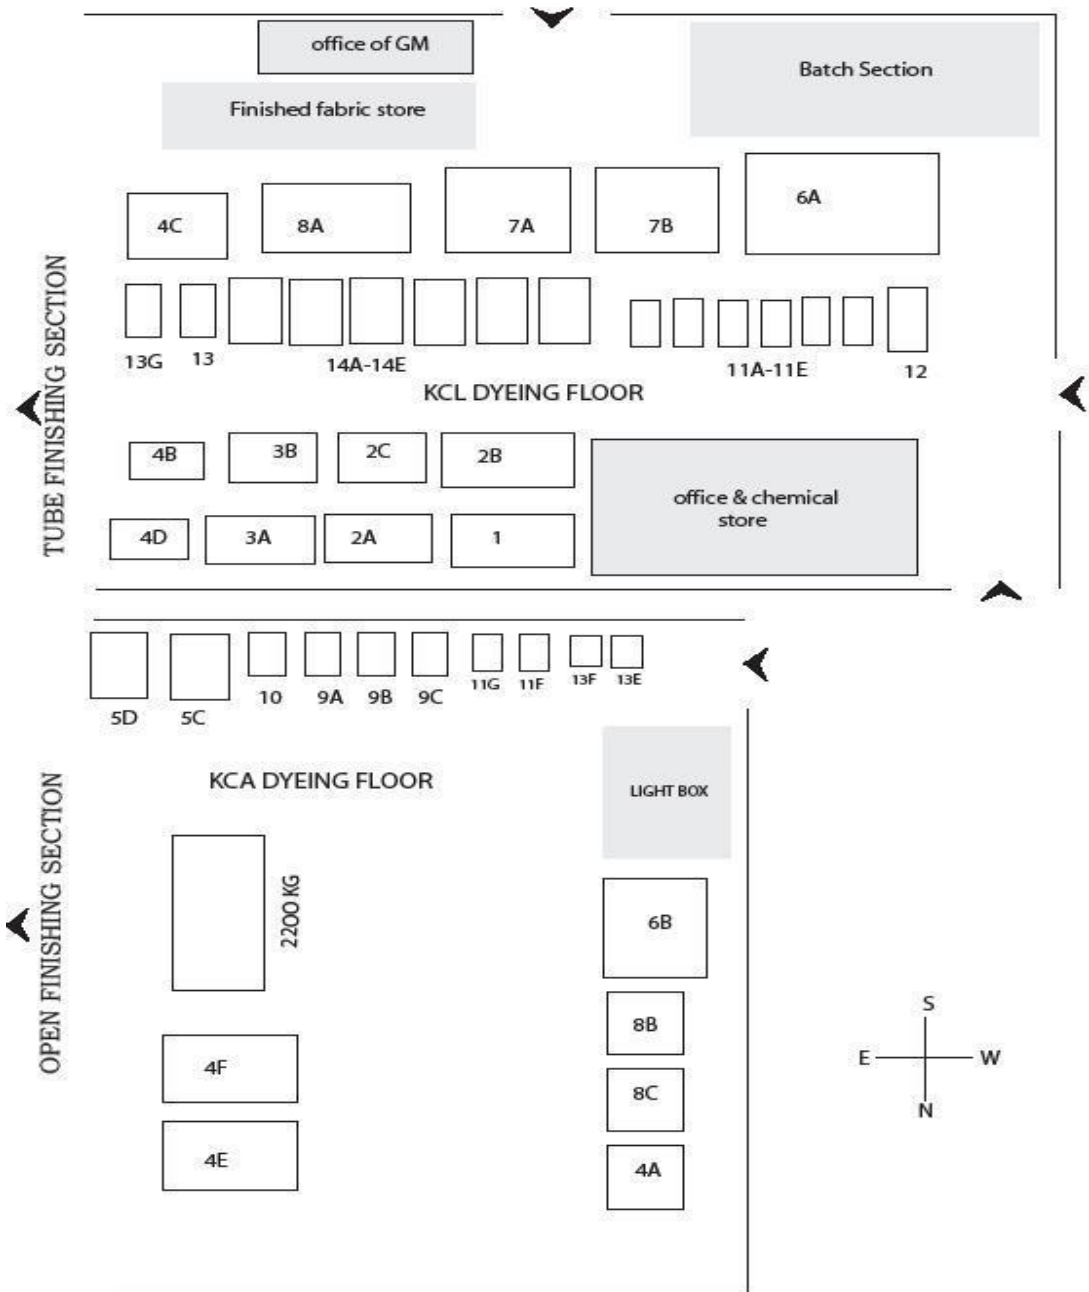 office of GM
Batch Section
Finished fabric store
4C
8A
7A
7B
6A
13G
13
14A-14E
11A-11E
12
TUBE FINISHING SECTION
KCL DYEING FLOOR
4B
3B
2C
2B
office & chemical
store
4D
3A
2A
1
5D
5C
10
9A
9B
9C
11G
11F
13F
13E
KCA DYEING FLOOR
LIGHT BOX
OPEN FINISHING SECTION
2200 KG
6B
8B
4F
8C
4E
4A
S
E
W
N